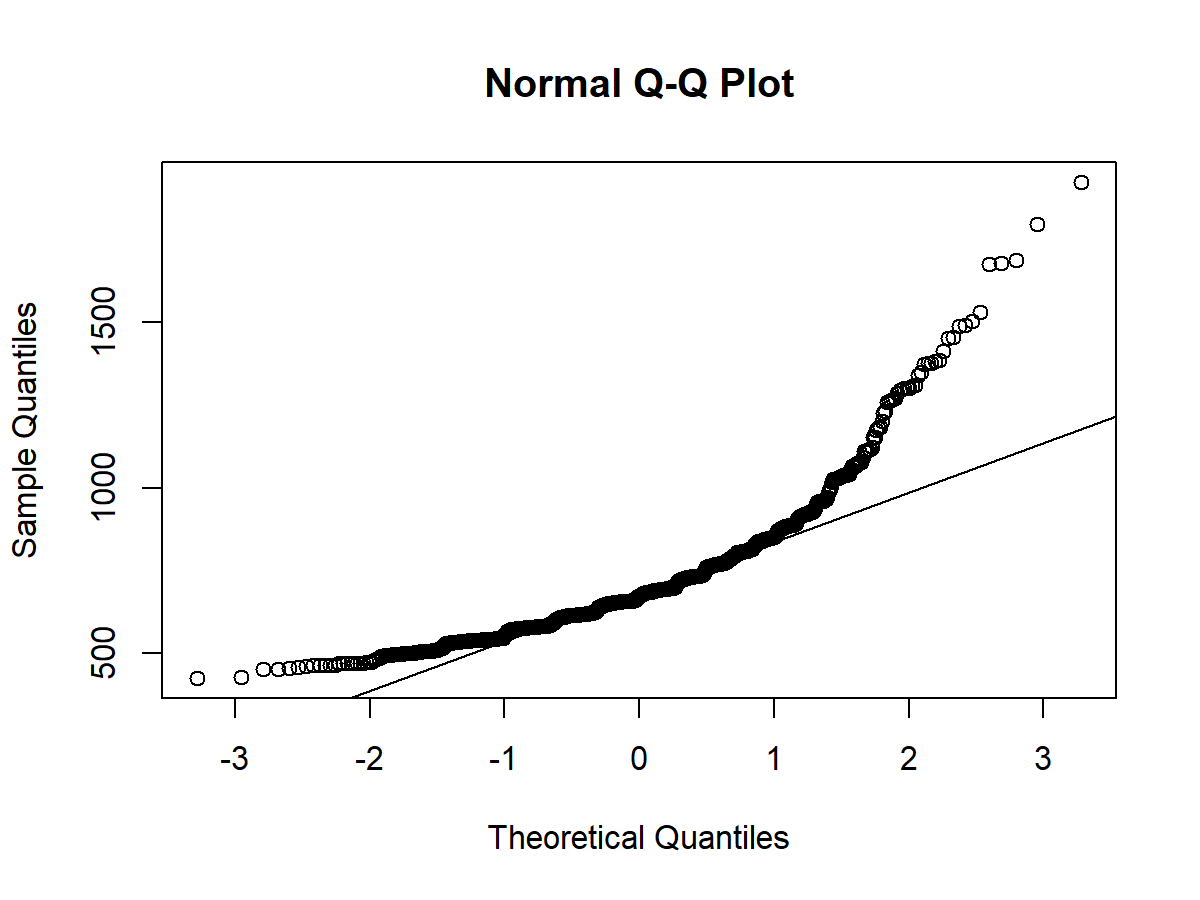 Normal Q-Q Plot
Sample Quantiles
1500
1000
500
-3 -2 -1 0 1 2 3
Theoretical Quantiles